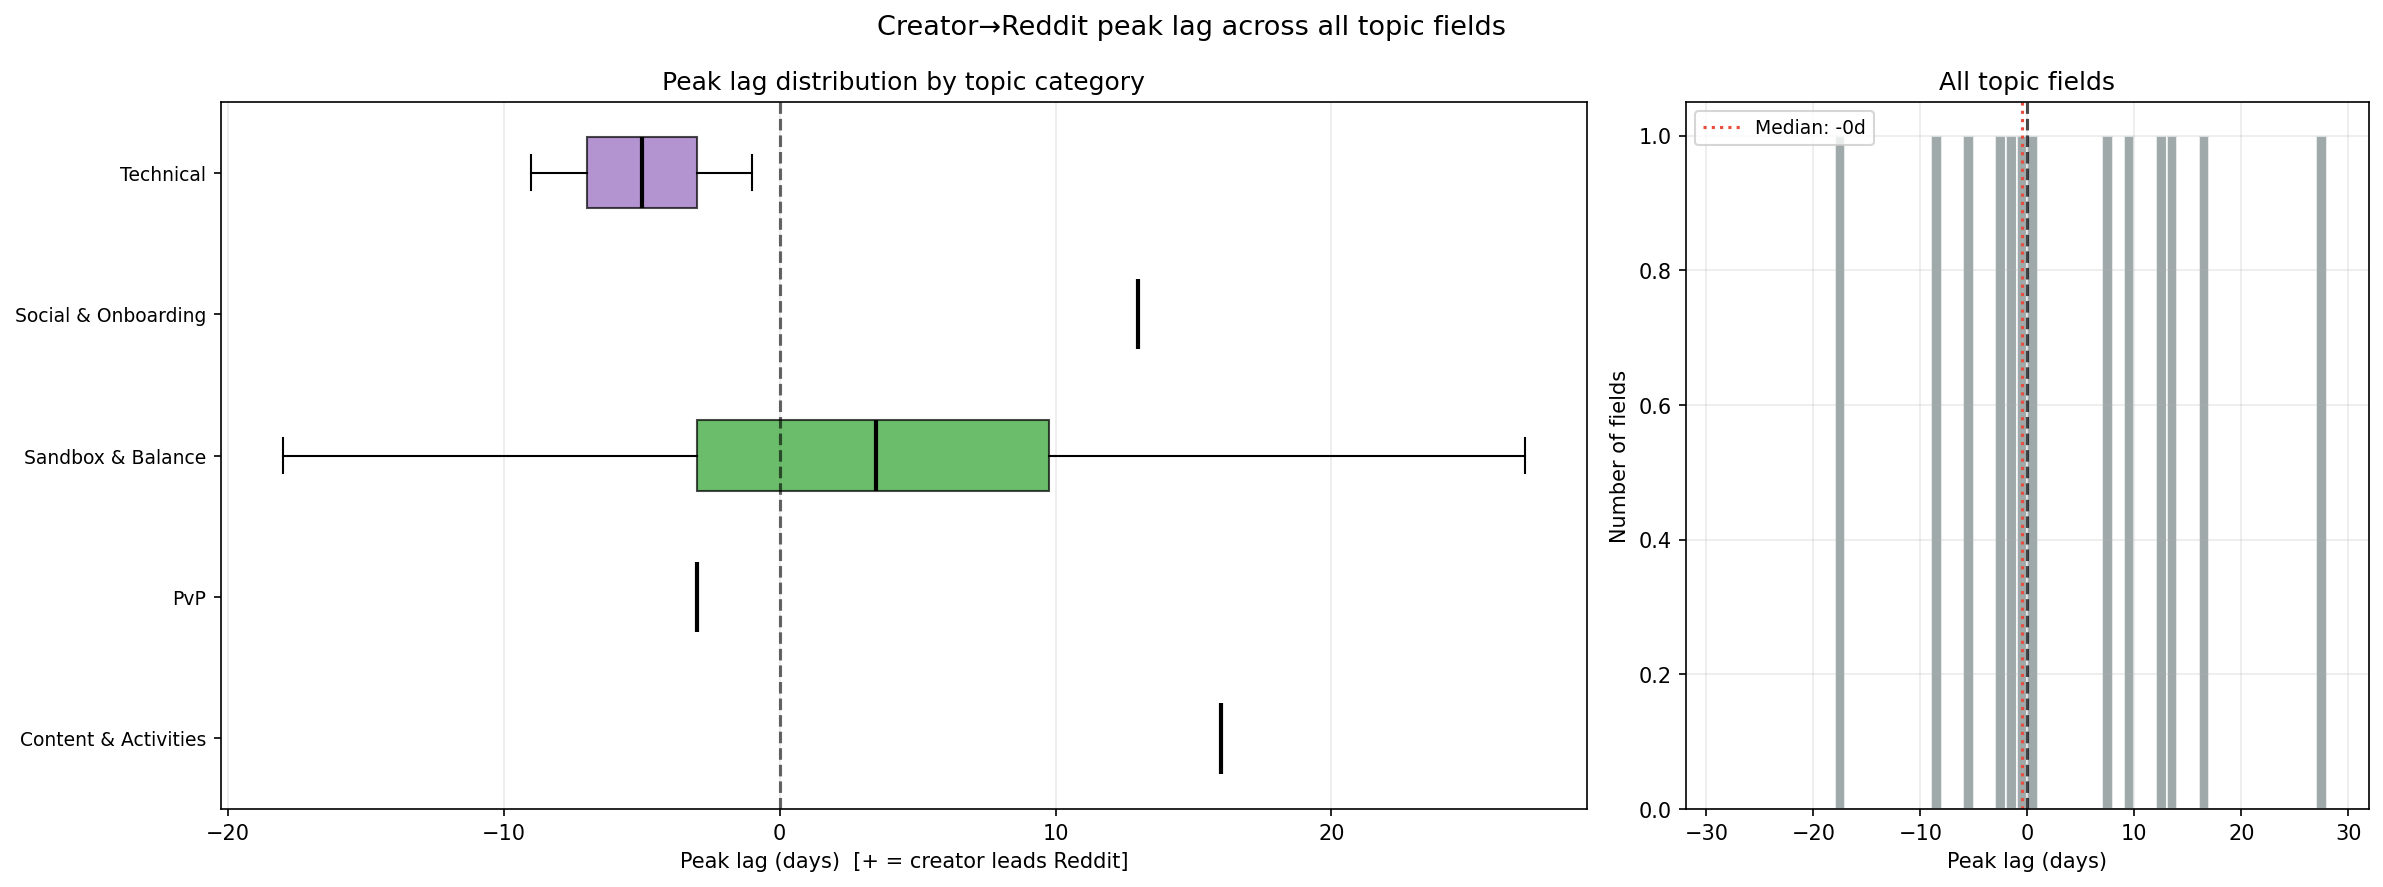 Creator→Reddit peak lag across all topic fields
Peak lag distribution by topic category
Technical
Social & Onboarding
Sandbox & Balance
PvP
Content & Activities
−20
−10
0
10
20
Peak lag (days)  [+ = creator leads Reddit]
All topic fields
Median: -0d
Number of fields
1.0
0.8
0.6
0.4
0.2
0.0
−30
−20
−10
0
10
20
30
Peak lag (days)